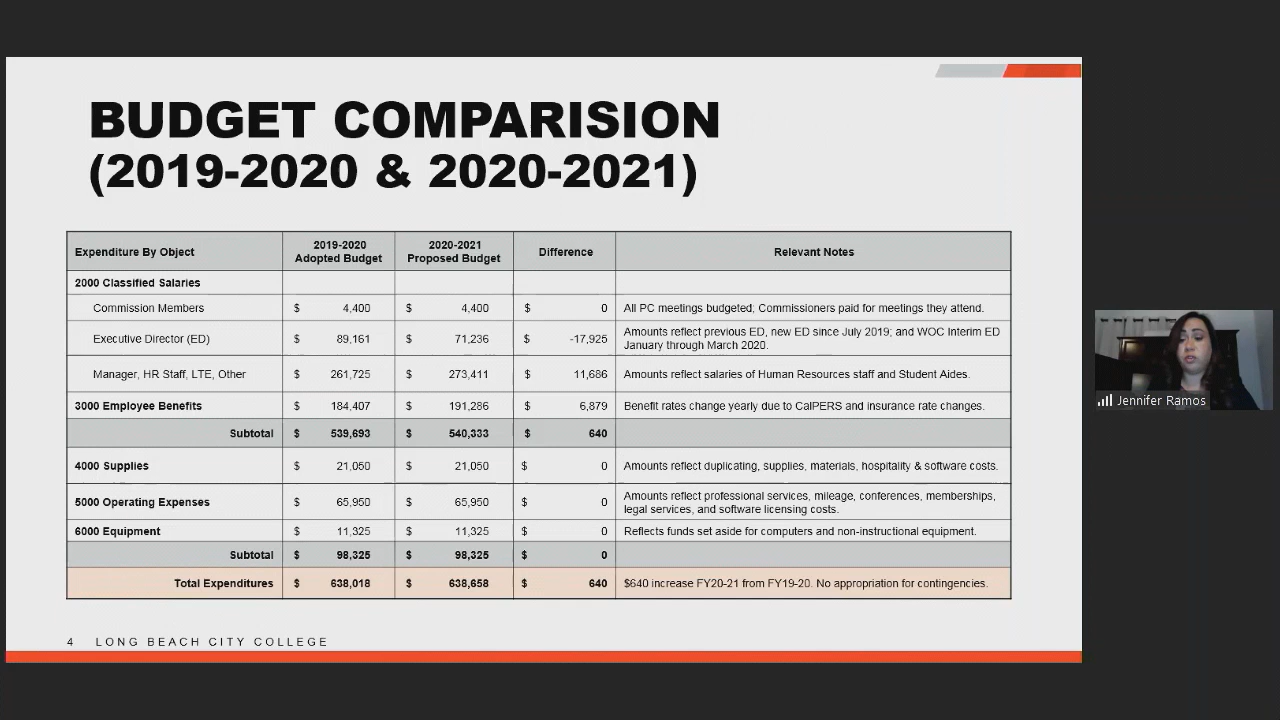 BUDGET COMPARISION
(2019-2020 & 2020-2021)
Expenditure By Object 2019-2020 Adopted Budget 2020-2021 Proposed Budget Difference Relevant Notes
2000 Classified Salaries
Commission Members $ 4,400 $ 4,400 $ 0 All PC meetings budgeted; Commissioners paid for meetings they attend.
Executive Director (ED) $ 89,161 $ 71,236 $ -17,925 Amounts reflect previous ED, new ED since July 2019; and WOC Interim ED
January through March 2020.
Manager, HR Staff, LTE, Other $ 261,725 $ 273,411 $ 11,686 Amounts reflect salaries of Human Resources staff and Student Aides.
3000 Employee Benefits $ 184,407 $ 191,286 $ 6,879 Benefit rates change yearly due to CalPERS and insurance rate changes.
Subtotal $ 539,693 $ 540,333 $ 640
4000 Supplies $ 21,050 $ 21,050 $ 0 Amounts reflect duplicating, supplies, materials, hospitality & software costs.
5000 Operating Expenses $ 65,950 $ 65,950 $ 0 Amounts reflect professional services, mileage, conferences, memberships,
legal services, and software licensing costs.
6000 Equipment $ 11,325 $ 11,325 $ 0 Reflects funds set aside for computers and non-instructional equipment.
Subtotal $ 98,325 $ 98,325 $ 0
Total Expenditures $ 638,018 $ 638,658 $ 640 $640 increase FY20-21 from FY19-20. No appropriation for contingencies.
4 LONG BEACH CITY COLLEGE
Jennifer Ramos